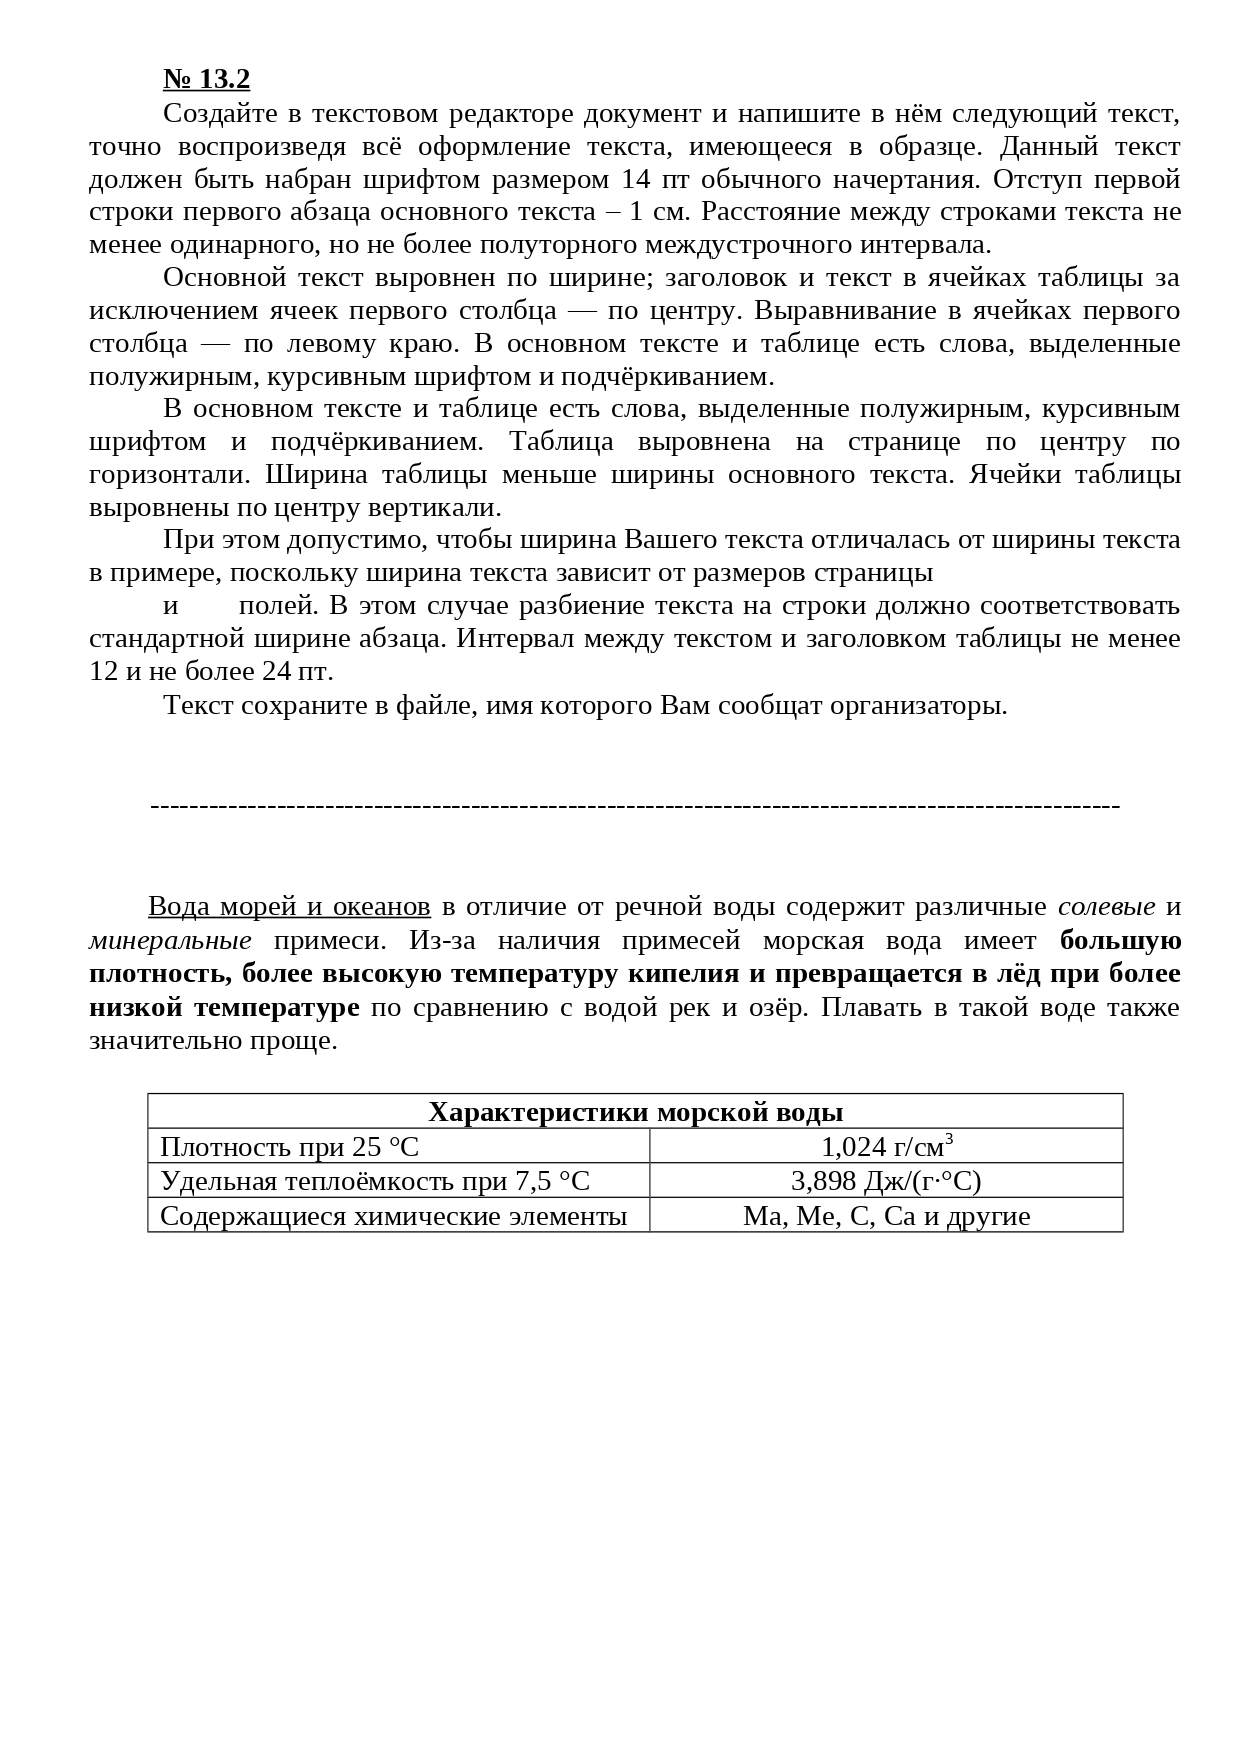 № 13.2
Создайте в текстовом редакторе документ и напишите в нём следующий текст,
точно воспроизведя всё оформление текста, имеющееся в образце. Данный текст
должен быть набран шрифтом размером 14 пт обычного начертания. Отступ первой
строки первого абзаца основного текста – 1 см. Расстояние между строками текста не
менее одинарного, но не более полуторного междустрочного интервала.
Основной текст выровнен по ширине; заголовок и текст в ячейках таблицы за
исключением ячеек первого столбца — по центру. Выравнивание в ячейках первого
столбца — по левому краю. В основном тексте и таблице есть слова, выделенные
полужирным, курсивным шрифтом и подчёркиванием.
В основном тексте и таблице есть слова, выделенные полужирным, курсивным
шрифтом и подчёркиванием. Таблица выровнена на странице по центру по
горизонтали. Ширина таблицы меньше ширины основного текста. Ячейки таблицы
выровнены по центру вертикали.
При этом допустимо, чтобы ширина Вашего текста отличалась от ширины текста
в примере, поскольку ширина текста зависит от размеров страницы
и полей. В этом случае разбиение текста на строки должно соответствовать
стандартной ширине абзаца. Интервал между текстом и заголовком таблицы не менее
12 и не более 24 пт.
Текст сохраните в файле, имя которого Вам сообщат организаторы.
----------------------------------------------------------------------------------------------------
Вода морей и океанов в отличие от речной воды содержит различные солевые и
минеральные примеси. Из-за наличия примесей морская вода имеет большую
плотность, более высокую температуру кипелия и превращается в лёд при более
низкой температуре по сравнению с водой рек и озёр. Плавать в такой воде также
значительно проще.
Характеристики морской воды
Плотность при 25 °C 1,024 г/см³
Удельная теплоёмкость при 7,5 °C 3,898 Дж/(г·°C)
Содержащиеся химические элементы Ma, Me, C, Ca и другие